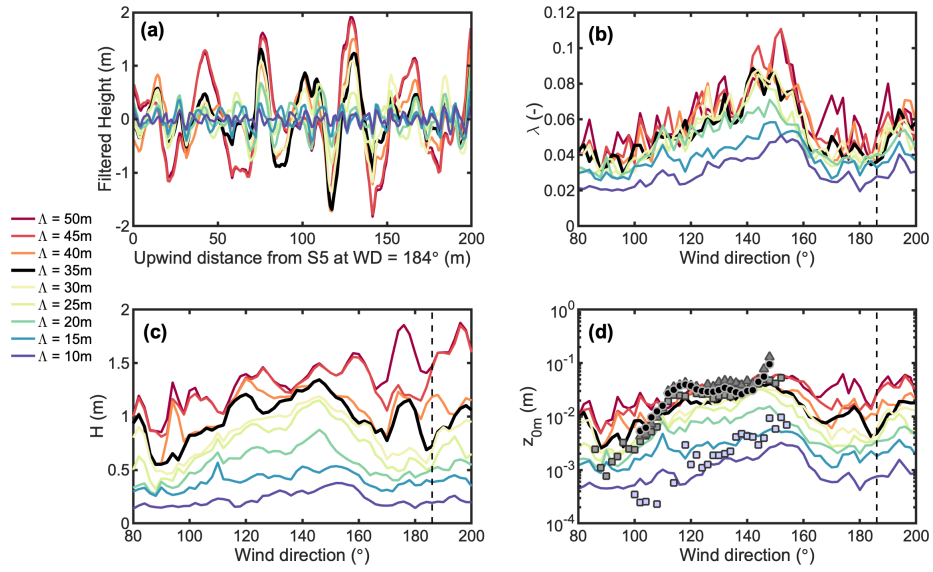 (a)
2
1
0
-1
-2
Filtered Height (m)
0
50
100
150
200
Upwind distance from S5 at WD = 184° (m)
(b)
0.12
0.1
0.08
0.06
0.04
0.02
0
λ (-)
80
100
120
140
160
180
200
Wind direction (°)
Λ = 50m
Λ = 45m
Λ = 40m
Λ = 35m
Λ = 30m
Λ = 25m
Λ = 20m
Λ = 15m
Λ = 10m
(c)
2
1.5
1
0.5
0
H (m)
80
100
120
140
160
180
200
Wind direction (°)
(d)
10⁰
10⁻¹
10⁻²
10⁻³
10⁻⁴
z₀ₘ (m)
80
100
120
140
160
180
200
Wind direction (°)